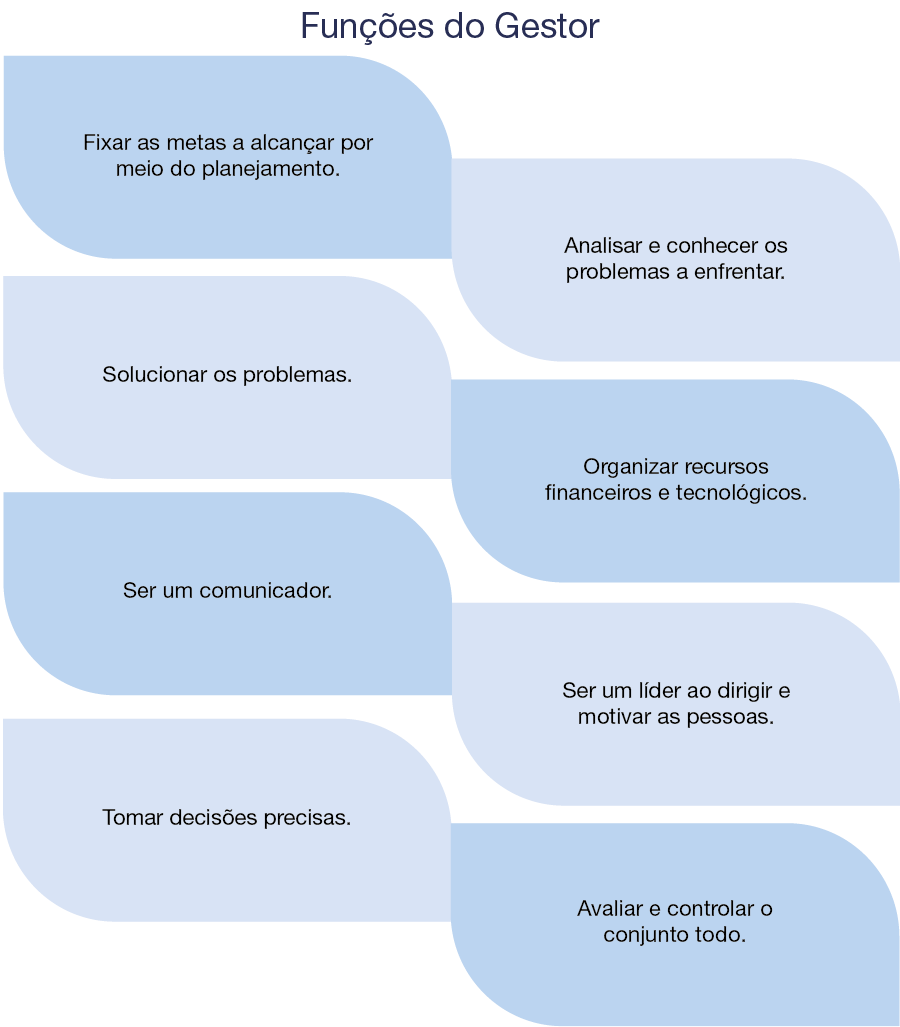 Funções do Gestor
Fixar as metas a alcançar por
meio do planejamento.
Analisar e conhecer os
problemas a enfrentar.
Solucionar os problemas.
Organizar recursos
financeiros e tecnológicos.
Ser um comunicador.
Ser um líder ao dirigir e
motivar as pessoas.
Tomar decisões precisas.
Avaliar e controlar o
conjunto todo.